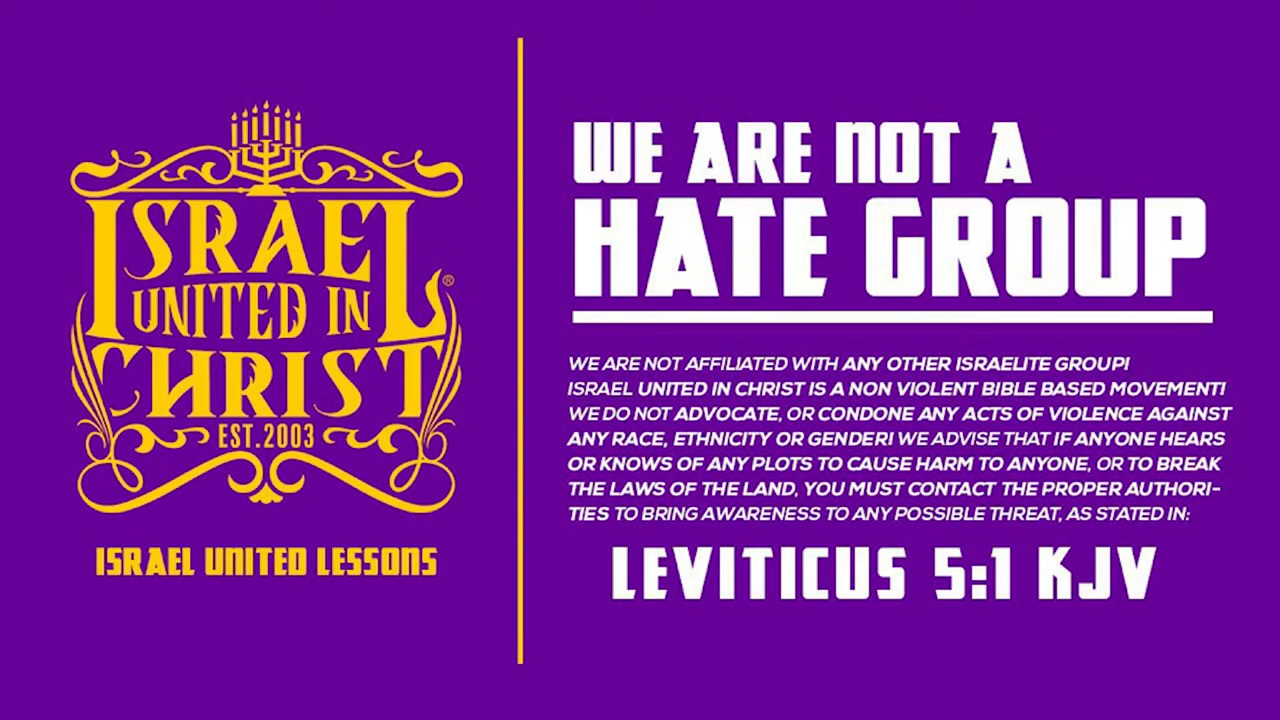 ISRAEL
UNITED IN
CHRIST
®
EST.2003
ISRAEL UNITED LESSONS
WE ARE NOT A
HATE GROUP
WE ARE NOT AFFILIATED WITH ANY OTHER ISRAELITE GROUP!
ISRAEL UNITED IN CHRIST IS A NON VIOLENT BIBLE BASED MOVEMENT!
WE DO NOT ADVOCATE, OR CONDONE ANY ACTS OF VIOLENCE AGAINST
ANY RACE, ETHNICITY OR GENDER! WE ADVISE THAT IF ANYONE HEARS
OR KNOWS OF ANY PLOTS TO CAUSE HARM TO ANYONE, OR TO BREAK
THE LAWS OF THE LAND, YOU MUST CONTACT THE PROPER AUTHORI-
TIES TO BRING AWARENESS TO ANY POSSIBLE THREAT, AS STATED IN:
LEVITICUS 5:1 KJV